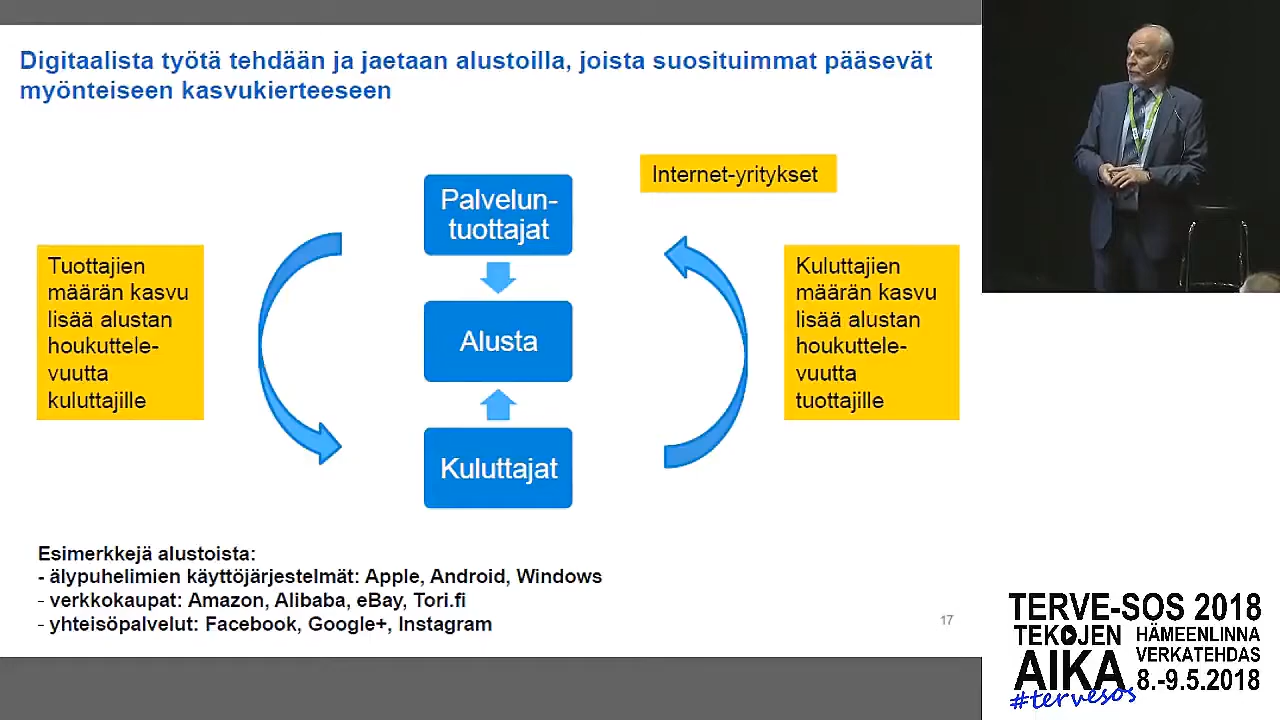 Digitaalista työtä tehdään ja jaetaan alustoilla, joista suosituimmat pääsevät
myönteiseen kasvukierteeseen
Internet-yritykset
Palvelun-
tuottajat
Tuottajien
määrän kasvu
lisää alustan
houkuttele-
vuutta
kuluttajille
Alusta
Kuluttajien
määrän kasvu
lisää alustan
houkuttele-
vuutta
tuottajille
Kuluttajat
Esimerkkejä alustoista:
- älypuhelimien käyttöjärjestelmät: Apple, Android, Windows
- verkkokaupat: Amazon, Alibaba, eBay, Tori.fi
- yhteisöpalvelut: Facebook, Google+, Instagram
17
TERVE-SOS 2018
TEKOJEN
AIKA
HÄMEENLINNA
VERKATEHDAS
8.-9.5.2018
#tervesos